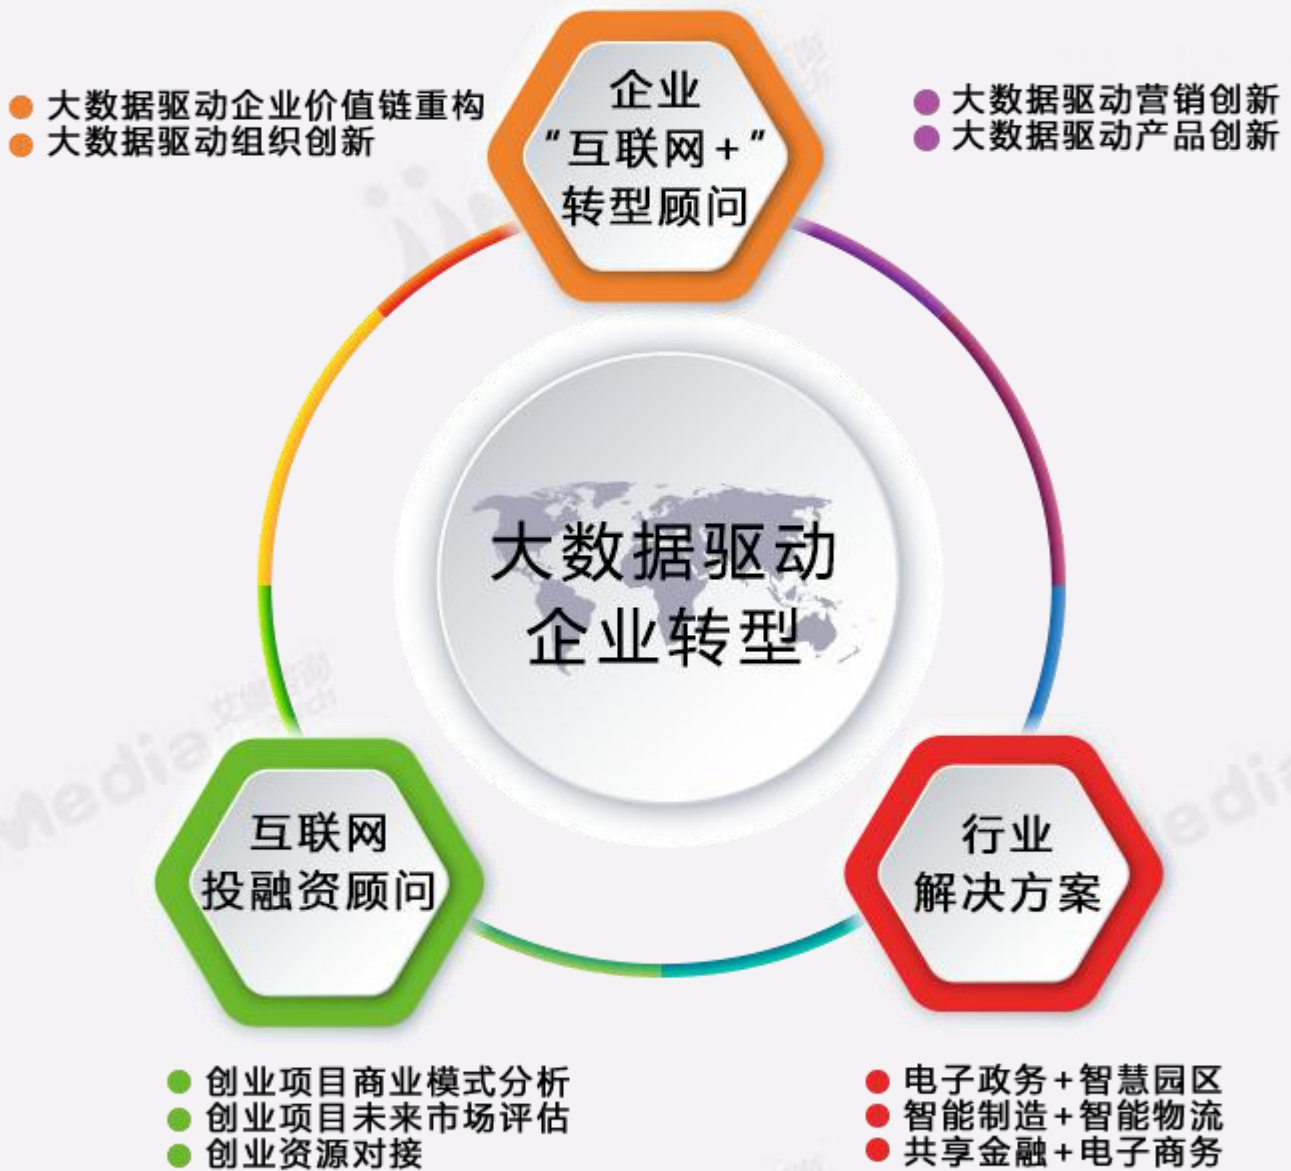 企业
“互联网+”
转型顾问
大数据驱动企业价值链重构
大数据驱动组织创新
大数据驱动营销创新
大数据驱动产品创新
大数据驱动
企业转型
互联网
投融资顾问
行业
解决方案
创业项目商业模式分析
创业项目未来市场评估
创业资源对接
电子政务+智慧园区
智能制造+智能物流
共享金融+电子商务